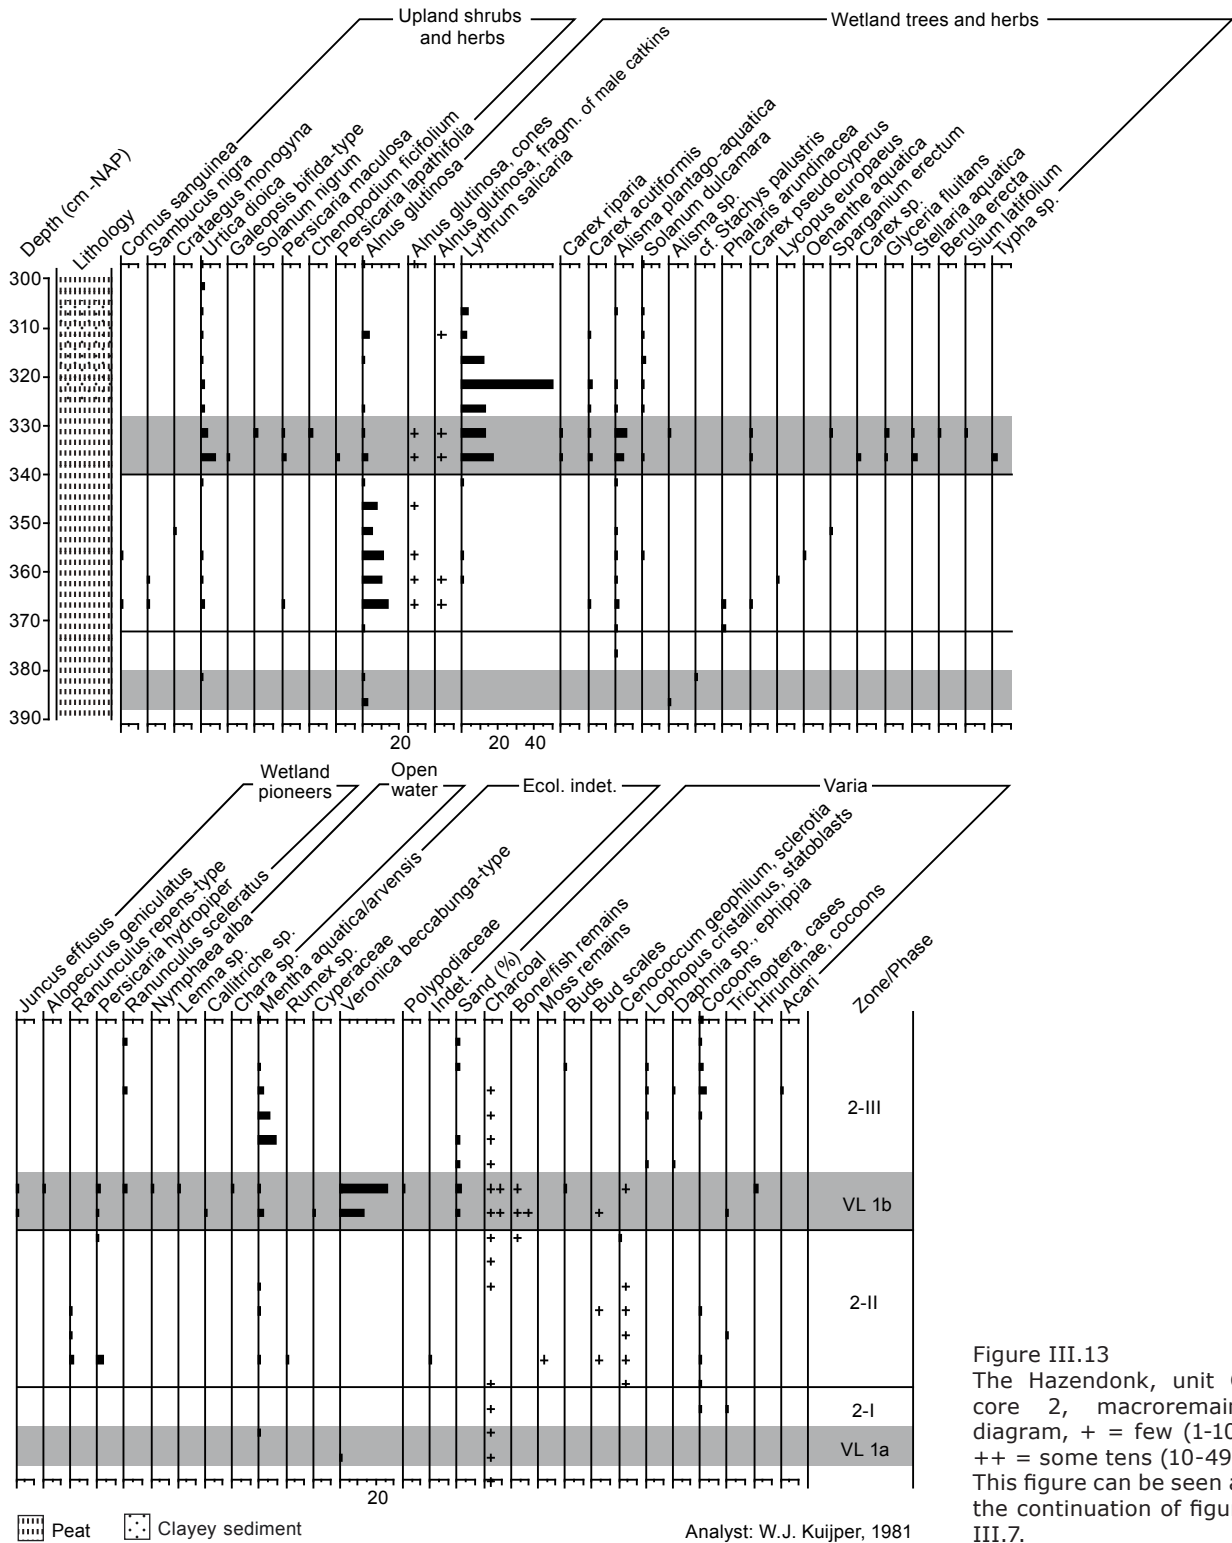 Upland shrubs
and herbs
Wetland trees and herbs
Depth (cm -NAP)
Lithology
Cornus sanguinea
Sambucus nigra
Crataegus monogyna
Urtica dioica
Galeopsis bifida-type
Solanum nigrum
Persicaria maculosa
Chenopodium ficifolium
Persicaria lapathifolia
Alnus glutinosa
Alnus glutinosa, cones
Alnus glutinosa, fragm. of male catkins
Lythrum salicaria
Carex riparia
Carex acutiformis
Alisma plantago-aquatica
Solanum dulcamara
Alisma sp.
cf. Stachys palustris
Phalaris arundinacea
Carex pseudocyperus
Lycopus europaeus
Oenanthe aquatica
Sparganium erectum
Carex sp.
Glyceria fluitans
Stellaria aquatica
Berula erecta
Sium latifolium
Typha sp.
300
310
320
330
340
350
360
370
380
390
+
+ +
+ +
+
+
+ +
+ +
20 20 40
Wetland
pioneers
Open
water
Ecol. indet.
Varia
Juncus effusus
Alopecurus geniculatus
Ranunculus repens-type
Persicaria hydropiper
Ranunculus sceleratus
Nymphaea alba
Lemna sp.
Callitriche sp.
Chara sp.
Mentha aquatica/arvensis
Rumex sp.
Cyperaceae
Veronica beccabunga-type
Polypodiaceae
Indet.
Sand (%)
Charcoal
Bone/fish remains
Moss remains
Buds
Bud scales
Cenococcum geophilum, sclerotia
Lophopus cristallinus, statoblasts
Daphnia sp., ephippia
Cocoons
Trichoptera, cases
Hirundinae, cocoons
Acari
Zone/Phase
+
+
+ 2-III
+
++ + +
++ ++ + VL 1b
+ +
+
+ +
+ + 2-II
+
+ + +
+ +
+ 2-I
+
+ VL 1a
+
20
Peat Clayey sediment
Analyst: W.J. Kuijper, 1981
Figure III.13
The Hazendonk, unit
core 2, macroremain
diagram, + = few (1-10
++ = some tens (10-49
This figure can be seen a
the continuation of figu
III.7.